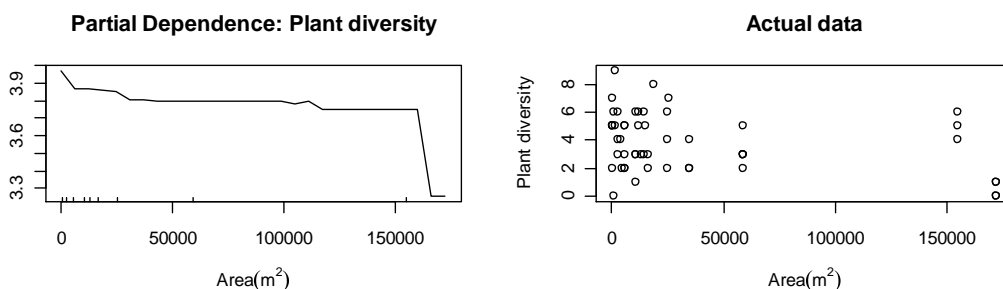 Partial Dependence: Plant diversity
3.9
3.6
3.3
0 50000 100000 150000
Area(m²)
Actual data
Plant diversity
8
6
4
2
0
0 50000 100000 150000
Area(m²)